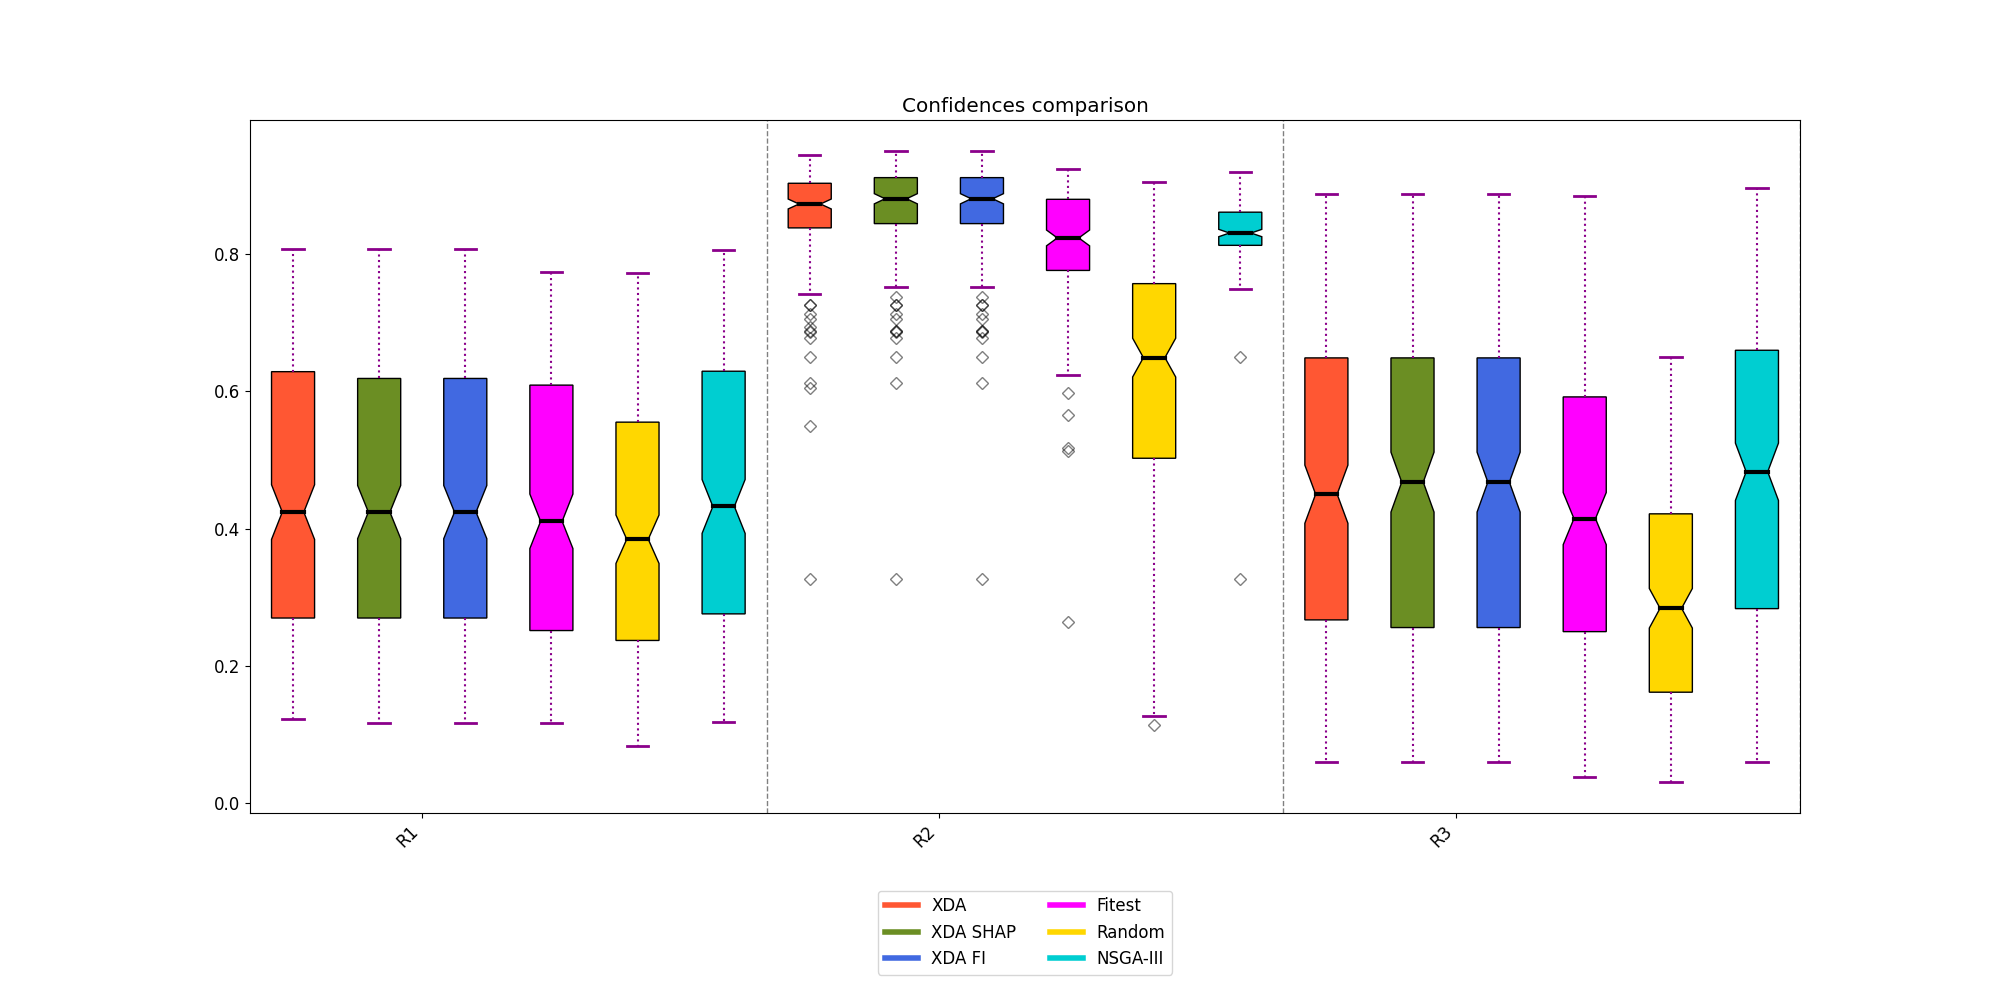 Confidences comparison
0.8
0.6
0.4
0.2
0.0
R1
R2
R3
XDA
XDA SHAP
XDA FI
Fitest
Random
NSGA-III